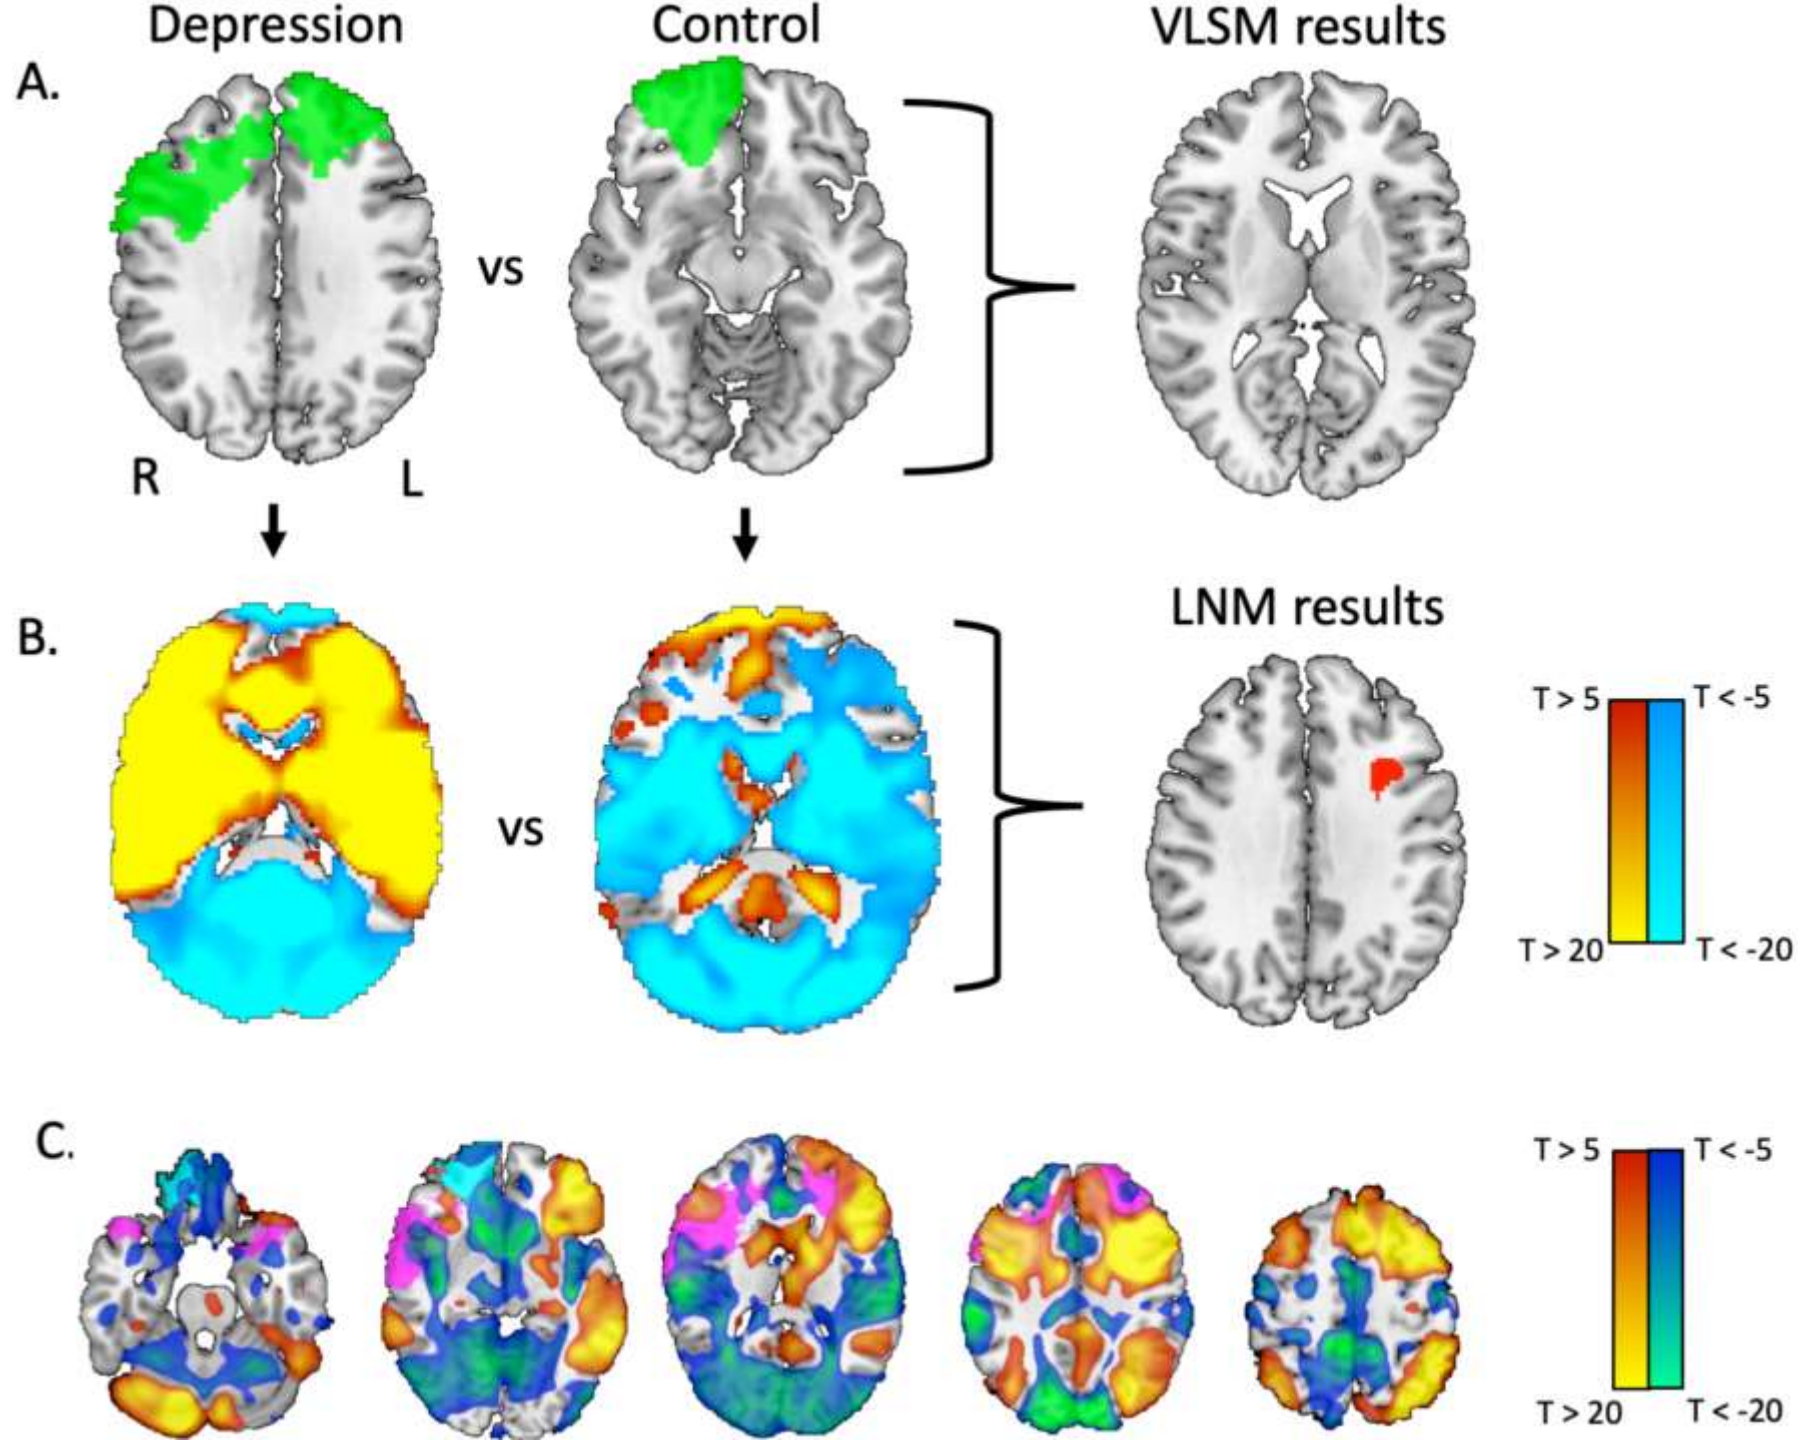 Depression Control VLSM results
A.
vs
R L
B.
LNM results
T > 5 T < -5
vs
T > 20 T < -20
C.
T > 5 T < -5
T > 20 T < -20